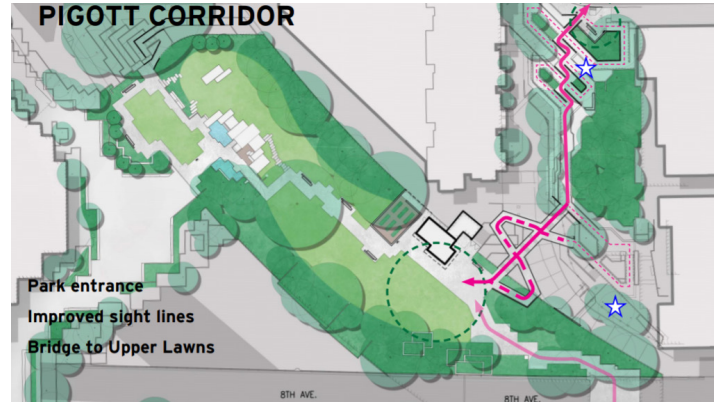 PIGOTT CORRIDOR
Park entrance
Improved sight lines
Bridge to Upper Lawns
8TH AVE.
8TH AVE.